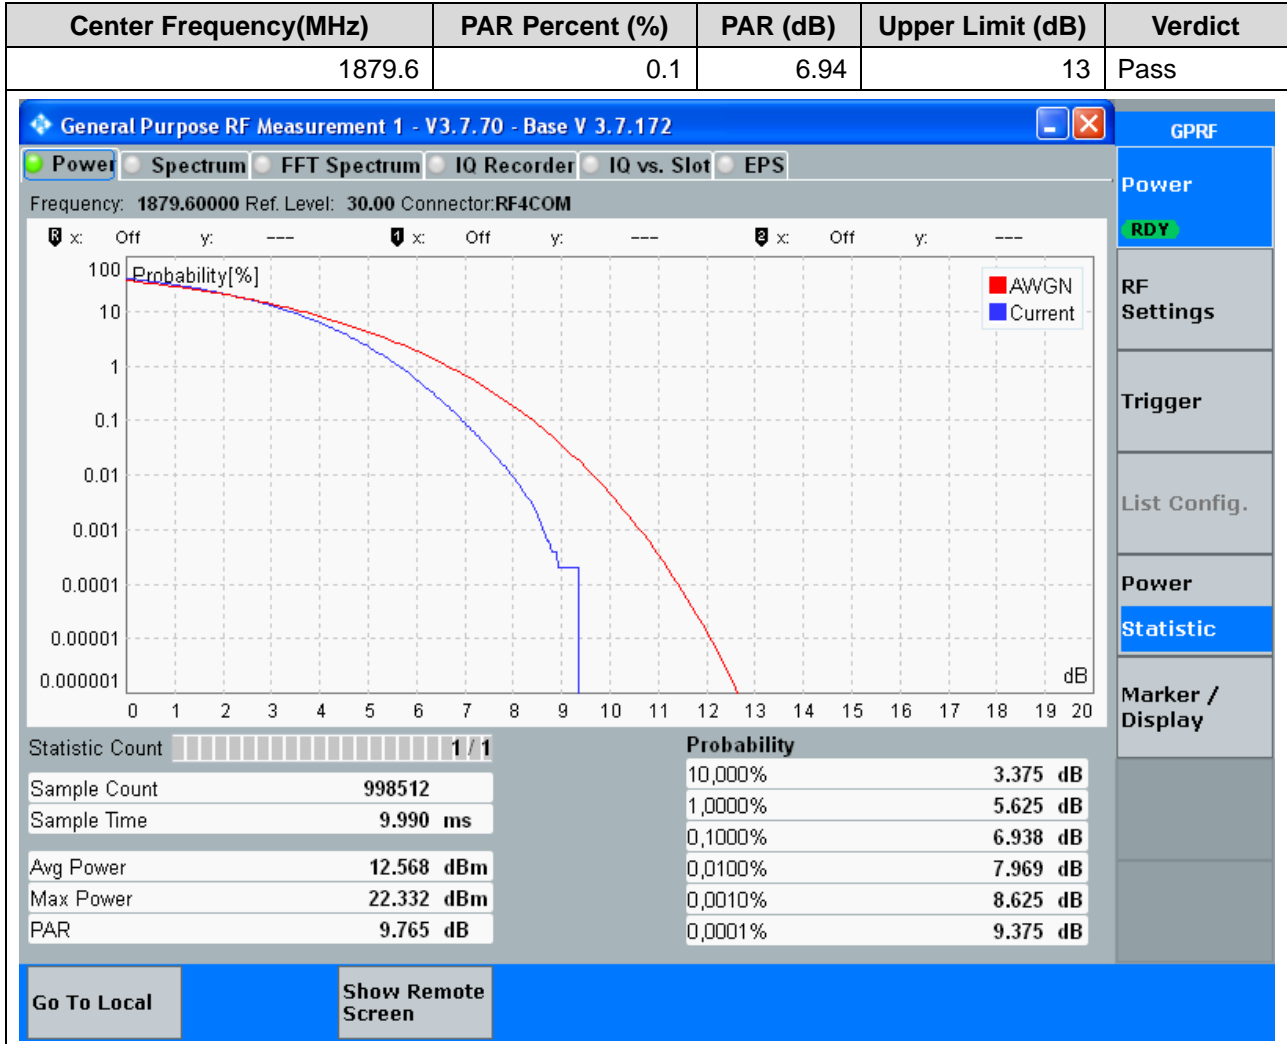 Center Frequency(MHz) PAR Percent (%) PAR (dB) Upper Limit (dB) Verdict
1879.6 0.1 6.94 13 Pass
General Purpose RF Measurement 1 - V3.7.70 - Base V 3.7.172
GPRF
Power Spectrum FFT Spectrum IQ Recorder IQ vs. Slot EPS
Power
RDY
Frequency: 1879.60000 Ref. Level: 30.00 Connector:RF4COM
R x: Off y: --- 1 x: Off y: --- 2 x: Off y: ---
Probability[%]
AWGN
Current
100
10
1
0.1
0.01
0.001
0.0001
0.00001
0.000001
dB
0 1 2 3 4 5 6 7 8 9 10 11 12 13 14 15 16 17 18 19 20
RF
Settings
Trigger
List Config.
Power
Statistic
Marker /
Display
Statistic Count 1 / 1
Sample Count 998512
Sample Time 9.990 ms
Avg Power 12.568 dBm
Max Power 22.332 dBm
PAR 9.765 dB
Probability
10,000% 3.375 dB
1,0000% 5.625 dB
0,1000% 6.938 dB
0,0100% 7.969 dB
0,0010% 8.625 dB
0,0001% 9.375 dB
Go To Local
Show Remote
Screen